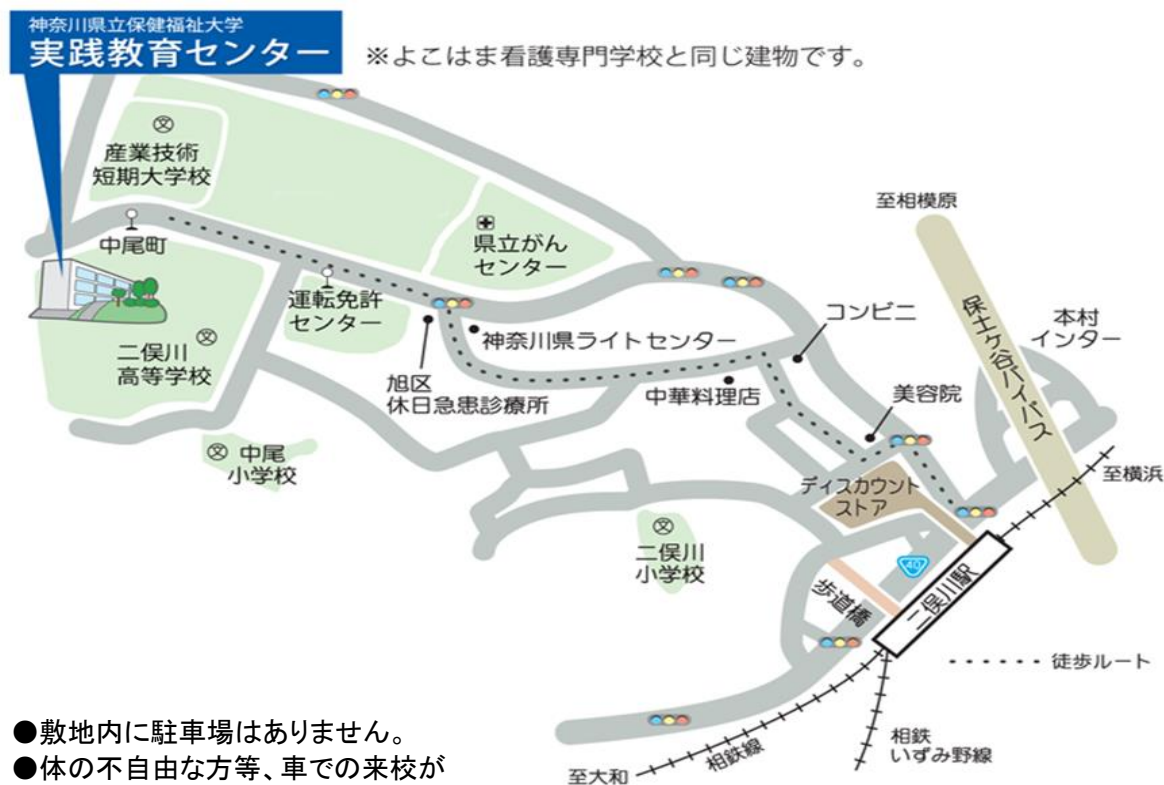 神奈川県立保健福祉大学
実践教育センター
※よこはま看護専門学校と同じ建物です。
産業技術
短期大学校
中尾町
県立がん
センター
至相模原
運転免許
センター
神奈川県ライトセンター
コンビニ
保土ヶ谷バイパス
本村
インター
二俣川
高等学校
旭区
休日急患診療所
中華料理店
美容院
中尾
小学校
ディスカウント
ストア
至横浜
二俣川
小学校
40
二俣川駅
歩道橋
徒歩ルート
●敷地内に駐車場はありません。
●体の不自由な方等、車での来校が
相鉄線
相鉄
いずみ野線
至大和